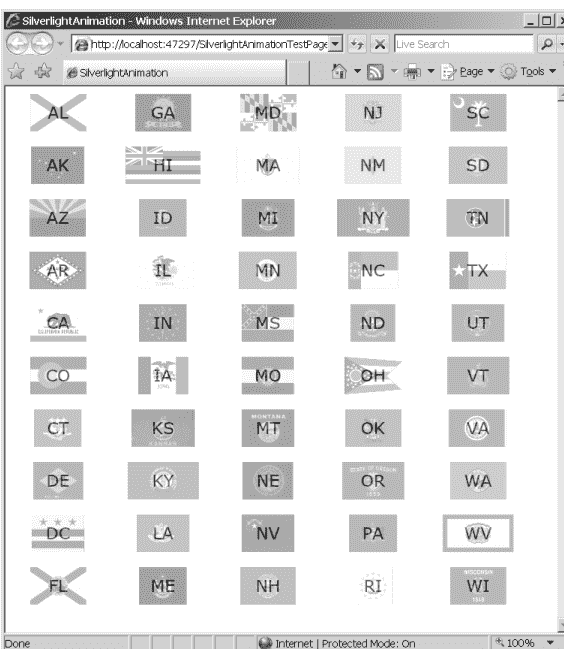 SilverlightAnimation - Windows Internet Explorer
http://localhost:47297/SilverlightAnimationTestPage
Live Search
SilverlightAnimation
Page
Tools
AL GA MD NJ SC
AK HI MA NM SD
AZ ID MI NY TN
AR IL MN NC TX
CA IN MS ND UT
CO IA MO OH VT
CT KS MT OK VA
MONTANA
DE KY NE OR WA
DC LA NV PA WV
FL ME NH RI WI
WISCONSIN
1848
Done
Internet | Protected Mode: On
100%